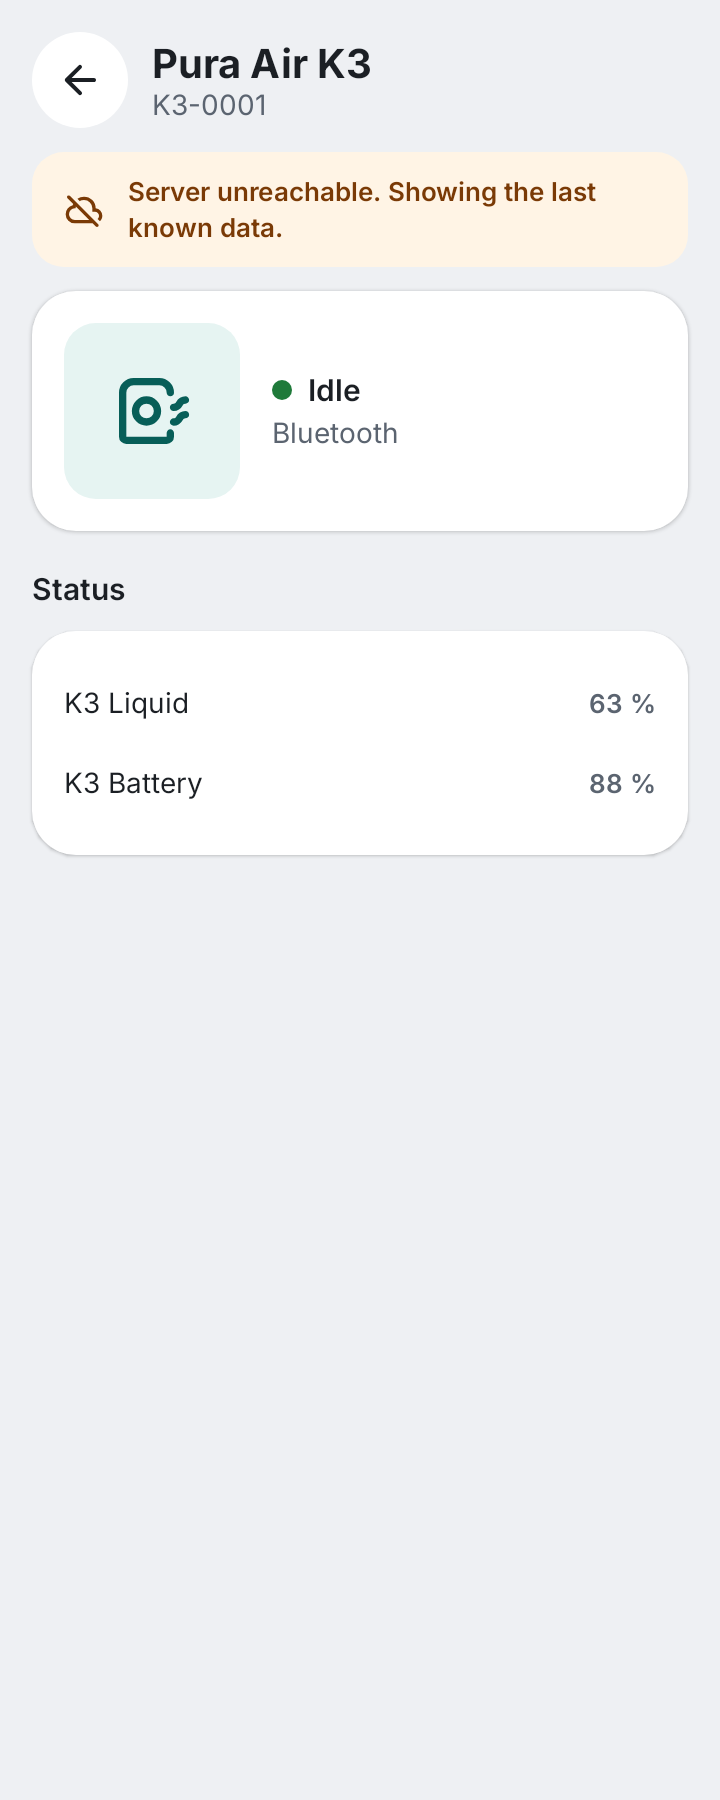 Pura Air K3
K3-0001
Server unreachable. Showing the last
known data.
Idle
Bluetooth
Status
K3 Liquid 63 %
K3 Battery 88 %